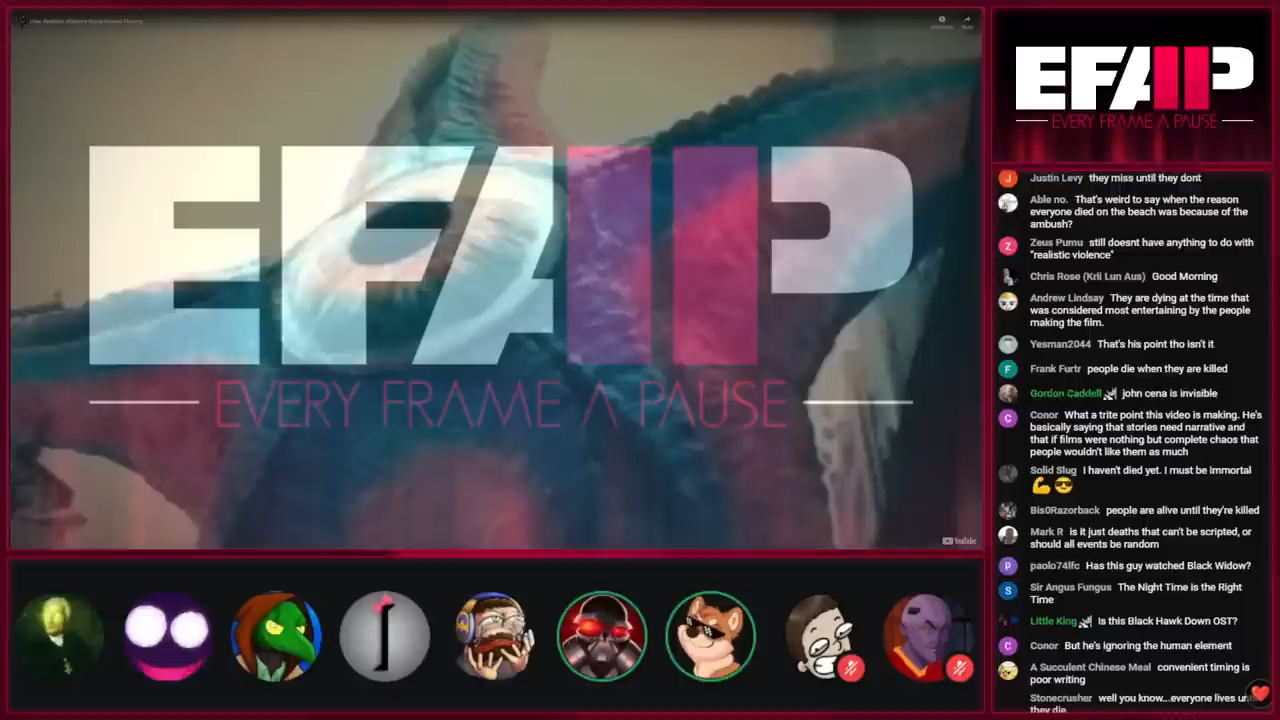 How Realistic Violence Ruins Movies
EFAP
EVERY FRAME A PAUSE
YouTube
EFAP
EVERY FRAME A PAUSE
Justin Levy they miss until they dont
Able no. That's weird to say when the reason
everyone died on the beach was because of the
ambush?
Zeus Pumu still doesnt have anything to do with
"realistic violence"
Chris Rose (Krii Lun Aus) Good Morning
Andrew Lindsay They are dying at the time that
was considered most entertaining by the people
making the film.
Yesman2044 That's his point tho isn't it
Frank Furtr people die when they are killed
Gordon Caddell john cena is invisible
Conor What a trite point this video is making. He's
basically saying that stories need narrative and
that if films were nothing but complete chaos that
people wouldn't like them as much
Solid Slug I haven't died yet. I must be Immortal
💪😎
Bis0Razorback people are alive until they're killed
Mark R is it just deaths that can't be scripted, or
should all events be random
paolo74lfc Has this guy watched Black Widow?
Sir Angus Fungus The Night Time is the Right
Time
Little King Is this Black Hawk Down OST?
Conor But he's ignoring the human element
A Succulent Chinese Meal convenient timing is
poor writing
Stonecrusher well you know...everyone lives
they die